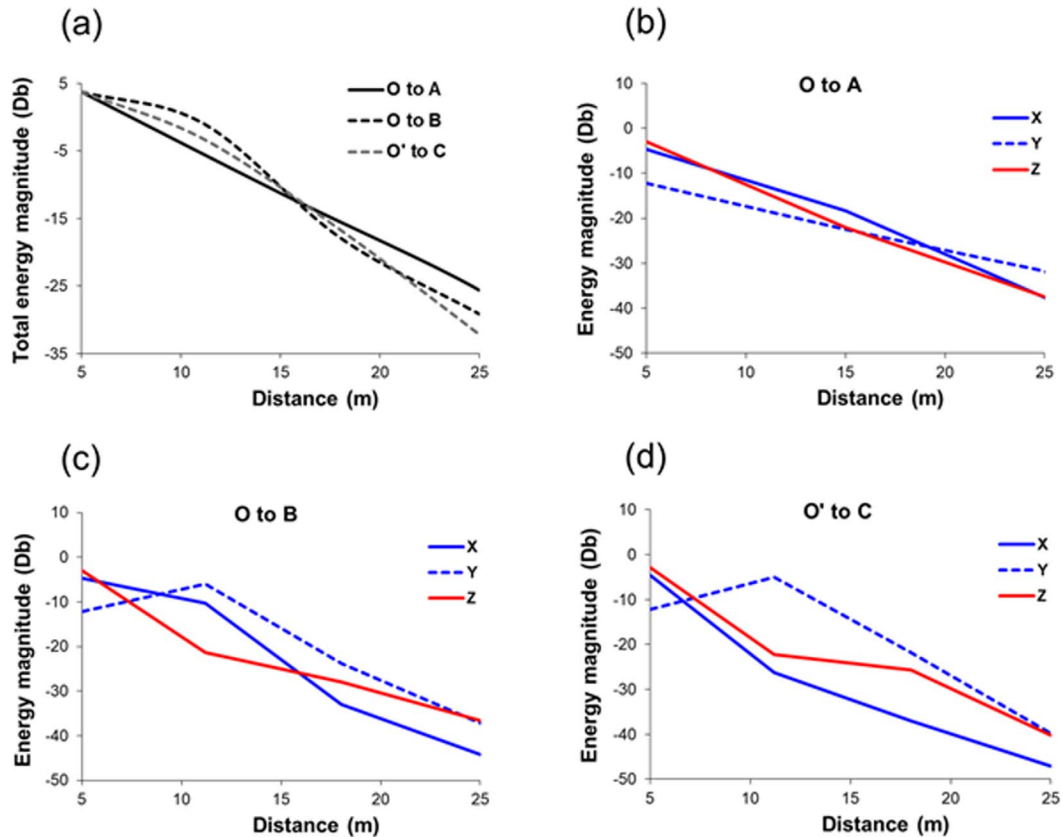 (a)
Total energy magnitude (Db)
5
-5
-15
-25
-35
O to A
O to B
O' to C
5 10 15 20 25
Distance (m)
(b)
O to A
Energy magnitude (Db)
10
0
-10
-20
-30
-40
-50
X
Y
Z
5 10 15 20 25
Distance (m)
(c)
O to B
Energy magnitude (Db)
10
0
-10
-20
-30
-40
-50
X
Y
Z
5 10 15 20 25
Distance (m)
(d)
O' to C
Energy magnitude (Db)
10
0
-10
-20
-30
-40
-50
X
Y
Z
5 10 15 20 25
Distance (m)